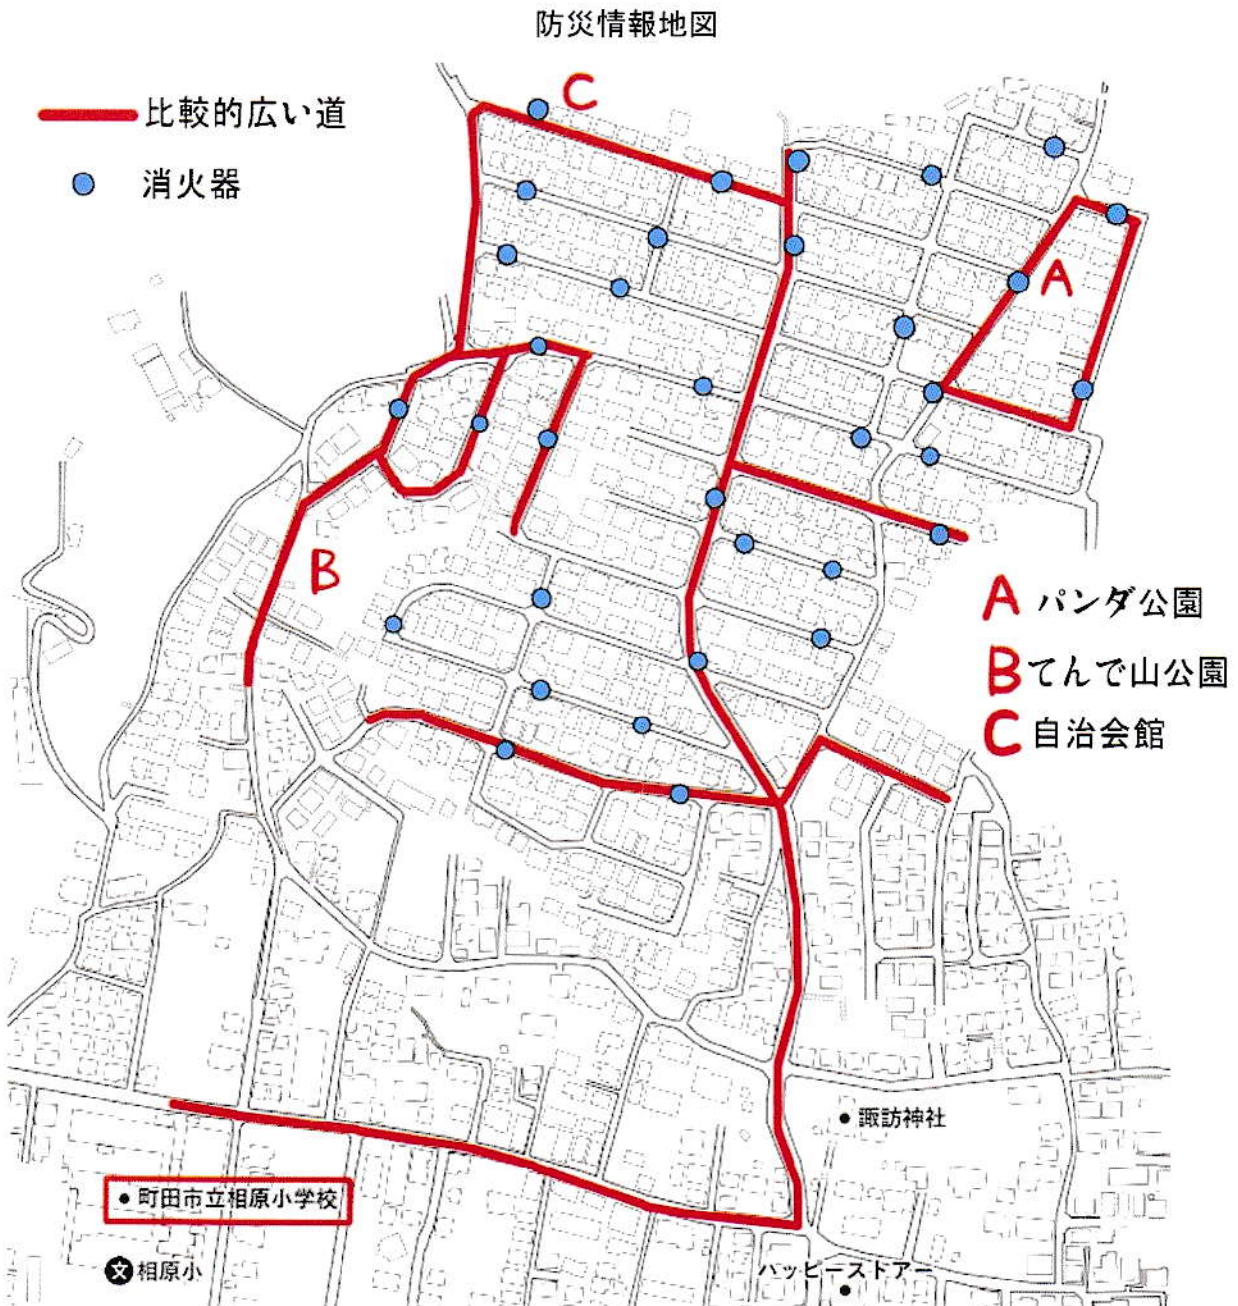 防災情報地図
比較的広い道
消火器
C
A
B
A パンダ公園
B てんで山公園
C 自治会館
諏訪神社
町田市立相原小学校
文 相原小
ハッピーストアー